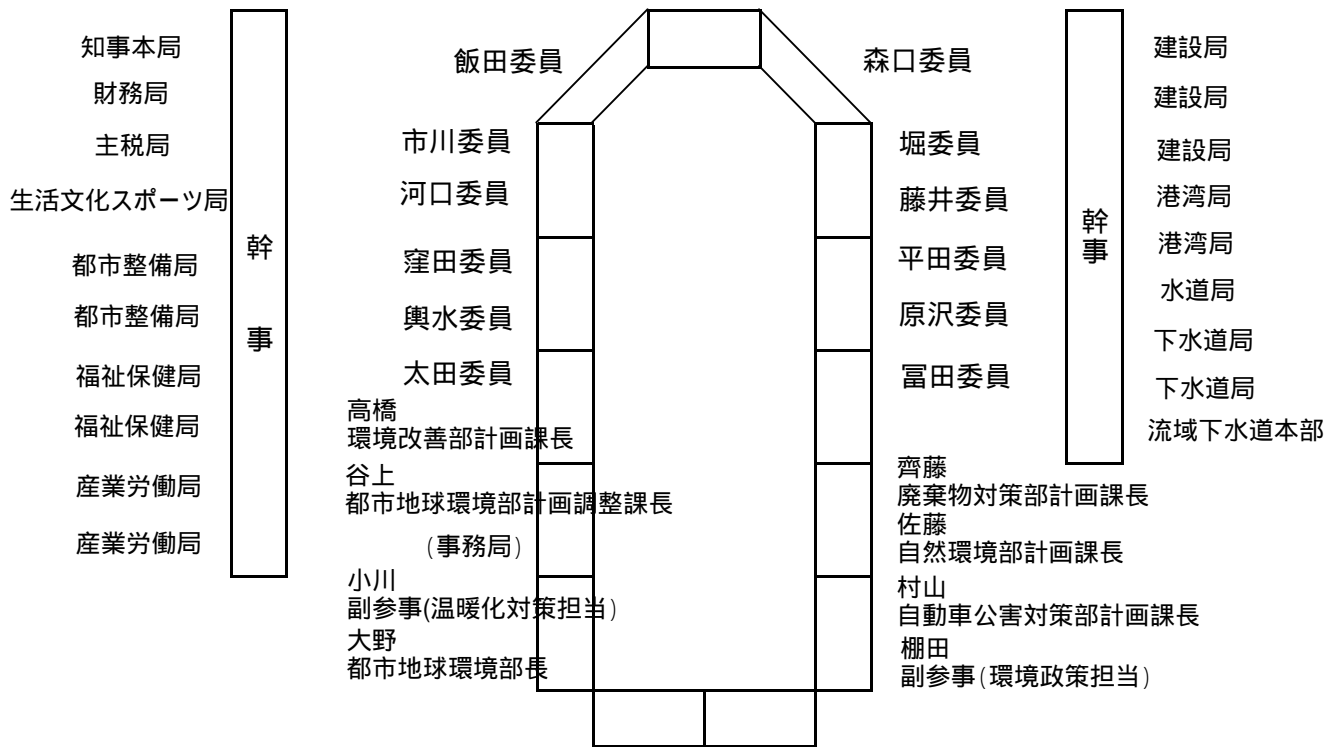 知事本局
財務局
主税局
生活文化スポーツ局
都市整備局
都市整備局
福祉保健局
福祉保健局
産業労働局
産業労働局
幹
事
飯田委員
市川委員
河口委員
窪田委員
輿水委員
太田委員
高橋
環境改善部計画課長
谷上
都市地球環境部計画調整課長
(事務局)
小川
副参事(温暖化対策担当)
大野
都市地球環境部長
森口委員
堀委員
藤井委員
平田委員
原沢委員
冨田委員
齊藤
廃棄物対策部計画課長
佐藤
自然環境部計画課長
村山
自動車公害対策部計画課長
棚田
副参事(環境政策担当)
幹
事
建設局
建設局
建設局
港湾局
港湾局
水道局
下水道局
下水道局
流域下水道本部